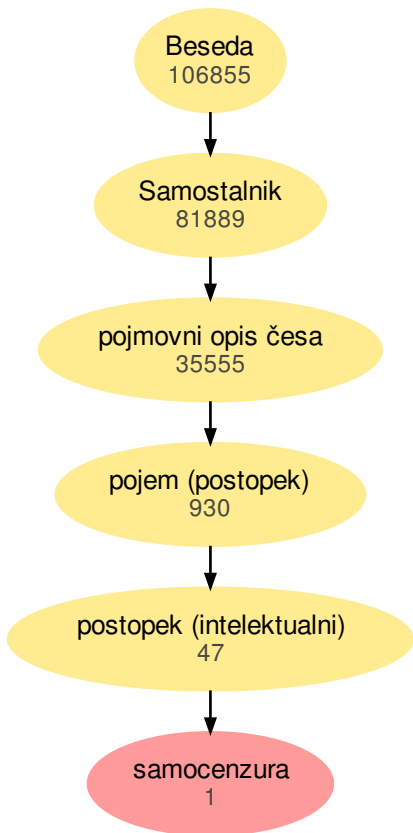 Beseda
106855
Samostalnik
81889
pojmovni opis česa
35555
pojem (postopek)
930
postopek (intelektualni)
47
samocenzura
1